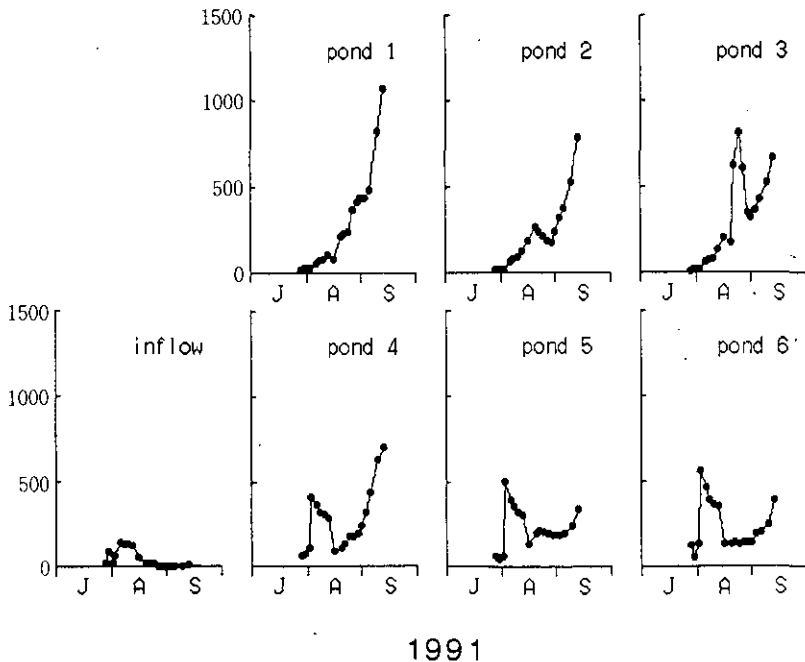 1500
1000
500
0
pond 1
pond 2
pond 3
J A S
J A S
J A S
1500
1000
500
0
inflow
pond 4
pond 5
pond 6
J A S
J A S
J A S
J A S
1991